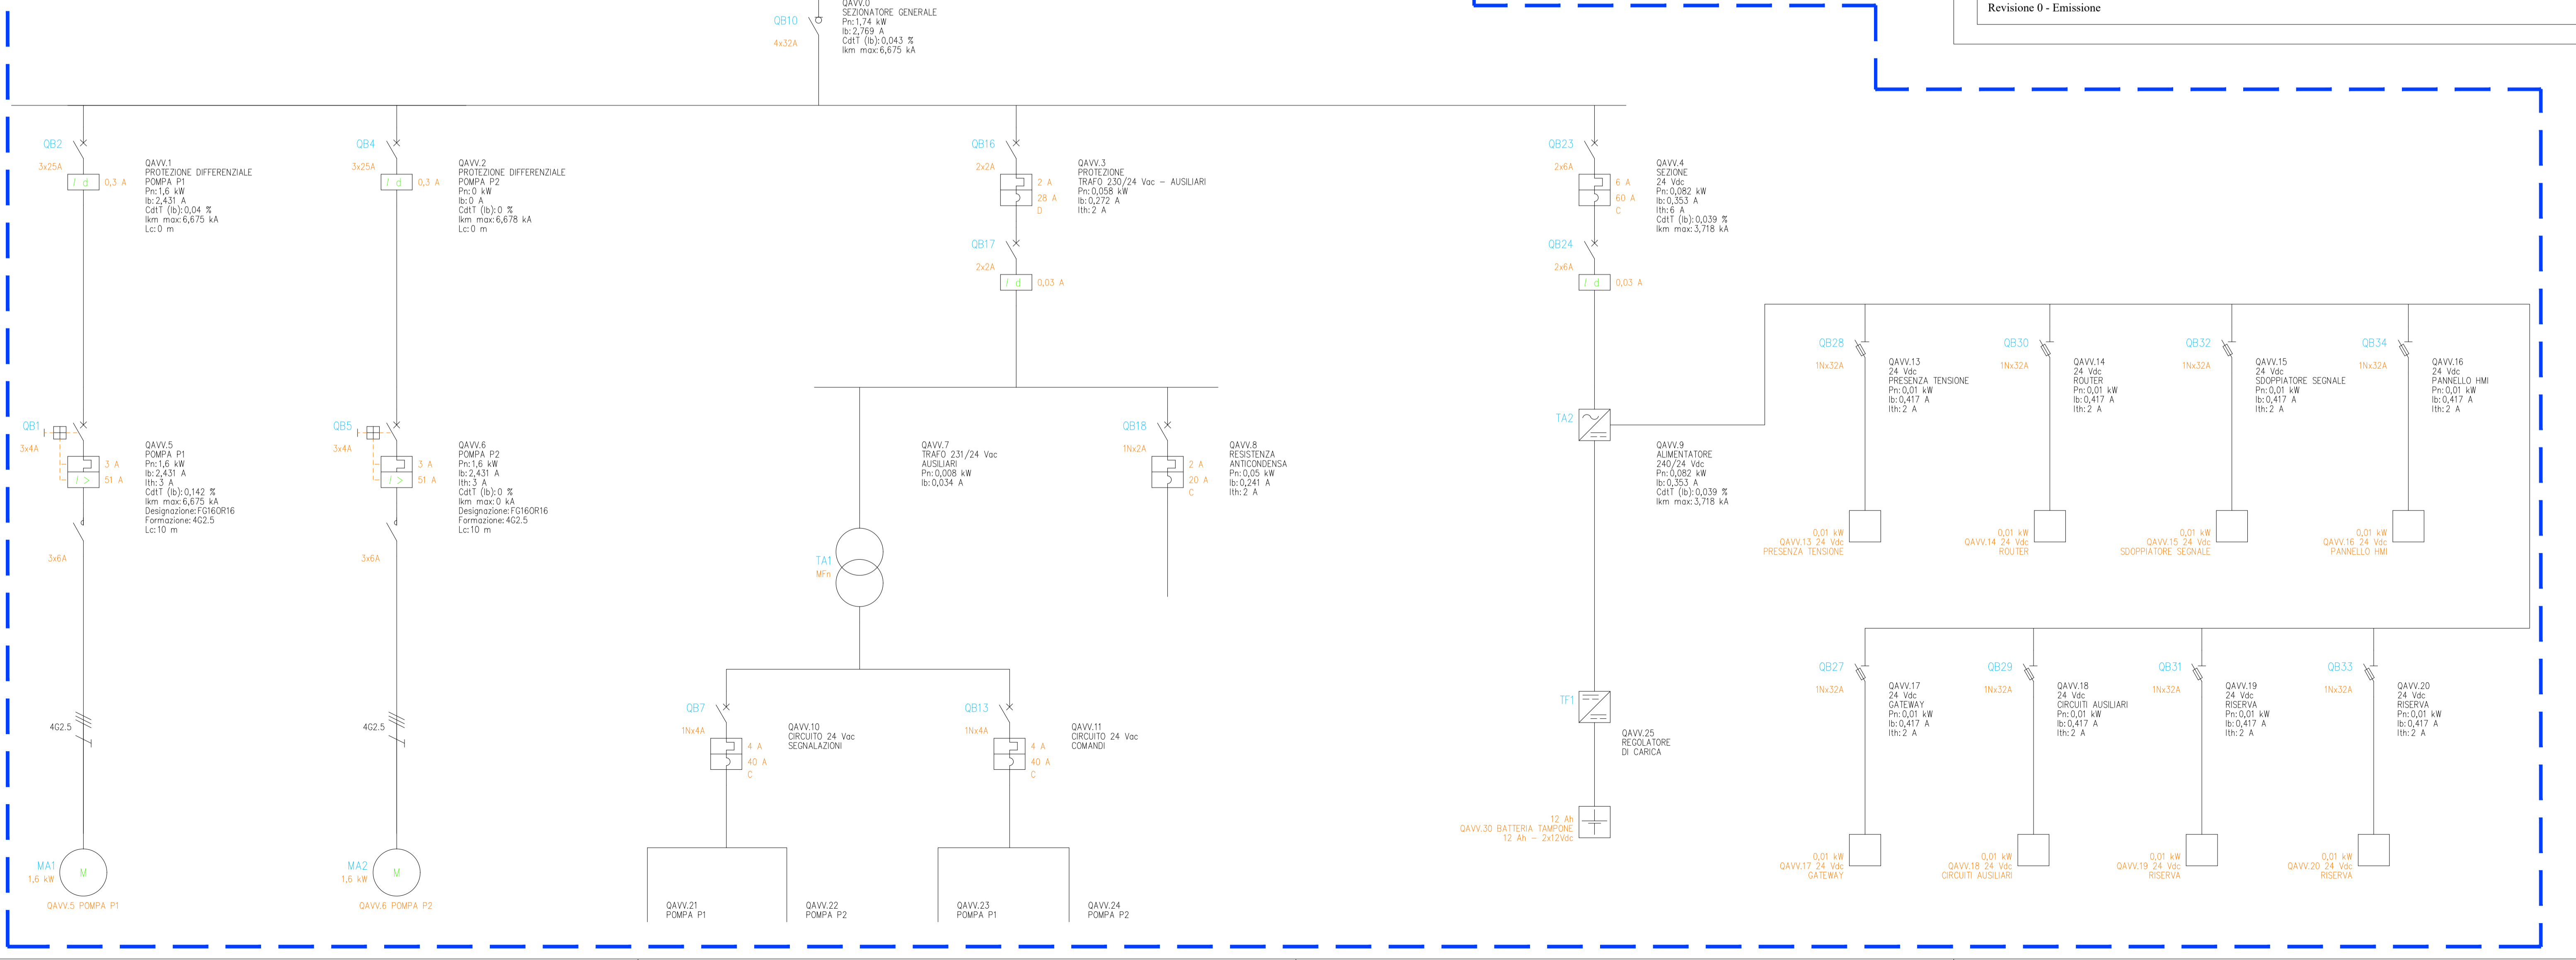 QAVV.0
SEZIONATORE GENERALE
Pn: 1,74 kW
Ib: 2,769 A
CdtT (Ib): 0,043 %
Ikm max: 6,675 kA
QB10
4x32A
Revisione 0 - Emissione
QB2
3x25A
I d
0,3 A
QAVV.1
PROTEZIONE DIFFERENZIALE
POMPA P1
Pn: 1,6 kW
Ib: 2,431 A
CdtT (Ib): 0,04 %
Ikm max: 6,675 kA
Lc: 0 m
QB4
3x25A
I d
0,3 A
QAVV.2
PROTEZIONE DIFFERENZIALE
POMPA P2
Pn: 0 kW
Ib: 0 A
CdtT (Ib): 0 %
Ikm max: 6,678 kA
Lc: 0 m
QB16
2x2A
2 A
28 A
D
QAVV.3
PROTEZIONE
TRAFO 230/24 Vac - AUSILIARI
Pn: 0,058 kW
Ib: 0,272 A
Ith: 2 A
QB17
2x2A
I d
0,03 A
QB23
2x6A
6 A
60 A
C
QAVV.4
SEZIONE
24 Vdc
Pn: 0,082 kW
Ib: 0,353 A
Ith: 6 A
CdtT (Ib): 0,039 %
Ikm max: 3,718 kA
QB24
2x6A
I d
0,03 A
QB1
3x4A
3 A
I >
51 A
3x6A
QAVV.5
POMPA P1
Pn: 1,6 kW
Ib: 2,431 A
Ith: 3 A
CdtT (Ib): 0,142 %
Ikm max: 6,675 kA
Designazione: FG16OR16
Formazione: 4G2.5
Lc: 10 m
QB5
3x4A
3 A
I >
51 A
3x6A
QAVV.6
POMPA P2
Pn: 1,6 kW
Ib: 2,431 A
Ith: 3 A
CdtT (Ib): 0 %
Ikm max: 0 kA
Designazione: FG16OR16
Formazione: 4G2.5
Lc: 10 m
QAVV.7
TRAFO 231/24 Vac
AUSILIARI
Pn: 0,008 kW
Ib: 0,034 A
TA1
MFn
QB18
1Nx2A
2 A
20 A
C
QAVV.8
RESISTENZA
ANTICONDENSA
Pn: 0,05 kW
Ib: 0,241 A
Ith: 2 A
TA2
QAVV.9
ALIMENTATORE
240/24 Vdc
Pn: 0,082 kW
Ib: 0,353 A
CdtT (Ib): 0,039 %
Ikm max: 3,718 kA
QB28
1Nx32A
QAVV.13
24 Vdc
PRESENZA TENSIONE
Pn: 0,01 kW
Ib: 0,417 A
Ith: 2 A
QB30
1Nx32A
QAVV.14
24 Vdc
ROUTER
Pn: 0,01 kW
Ib: 0,417 A
Ith: 2 A
QB32
1Nx32A
QAVV.15
24 Vdc
SDOPPIATORE SEGNALE
Pn: 0,01 kW
Ib: 0,417 A
Ith: 2 A
QB34
1Nx32A
QAVV.16
24 Vdc
PANNELLO HMI
Pn: 0,01 kW
Ib: 0,417 A
Ith: 2 A
0,01 kW
QAVV.13 24 Vdc
PRESENZA TENSIONE
0,01 kW
QAVV.14 24 Vdc
ROUTER
0,01 kW
QAVV.15 24 Vdc
SDOPPIATORE SEGNALE
0,01 kW
QAVV.16 24 Vdc
PANNELLO HMI
4G2.5
4G2.5
QB7
1Nx4A
4 A
40 A
C
QAVV.10
CIRCUITO 24 Vac
SEGNALAZIONI
QB13
1Nx4A
4 A
40 A
C
QAVV.11
CIRCUITO 24 Vac
COMANDI
TF1
QAVV.25
REGOLATORE
DI CARICA
QB27
1Nx32A
QAVV.17
24 Vdc
GATEWAY
Pn: 0,01 kW
Ib: 0,417 A
Ith: 2 A
QB29
1Nx32A
QAVV.18
24 Vdc
CIRCUITI AUSILIARI
Pn: 0,01 kW
Ib: 0,417 A
Ith: 2 A
QB31
1Nx32A
QAVV.19
24 Vdc
RISERVA
Pn: 0,01 kW
Ib: 0,417 A
Ith: 2 A
QB33
1Nx32A
QAVV.20
24 Vdc
RISERVA
Pn: 0,01 kW
Ib: 0,417 A
Ith: 2 A
12 Ah
QAVV.30 BATTERIA TAMPONE
12 Ah - 2x12Vdc
MA1
1,6 kW
M
QAVV.5 POMPA P1
MA2
1,6 kW
M
QAVV.6 POMPA P2
0,01 kW
QAVV.17 24 Vdc
GATEWAY
0,01 kW
QAVV.18 24 Vdc
CIRCUITI AUSILIARI
0,01 kW
QAVV.19 24 Vdc
RISERVA
0,01 kW
QAVV.20 24 Vdc
RISERVA
QAVV.21
POMPA P1
QAVV.22
POMPA P2
QAVV.23
POMPA P1
QAVV.24
POMPA P2